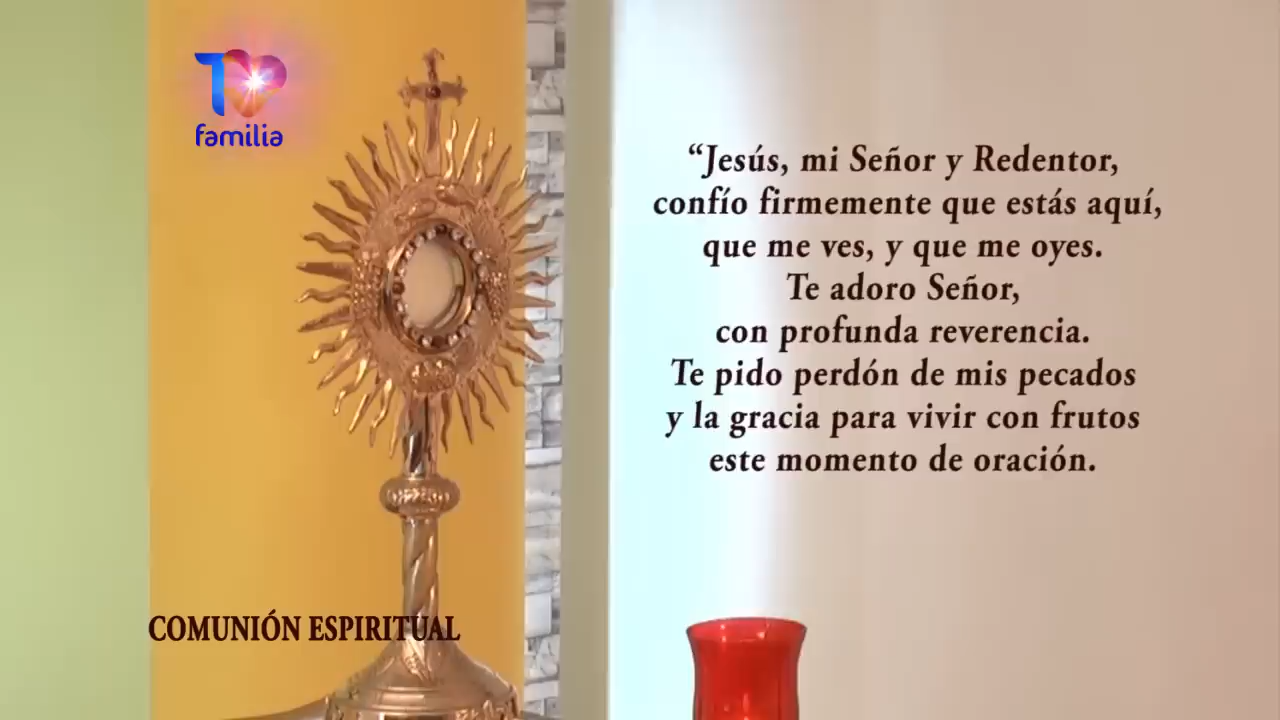 familia
“Jesús, mi Señor y Redentor,
confío firmemente que estás aquí,
que me ves, y que me oyes.
Te adoro Señor,
con profunda reverencia.
Te pido perdón de mis pecados
y la gracia para vivir con frutos
este momento de oración.
COMUNIÓN ESPIRITUAL